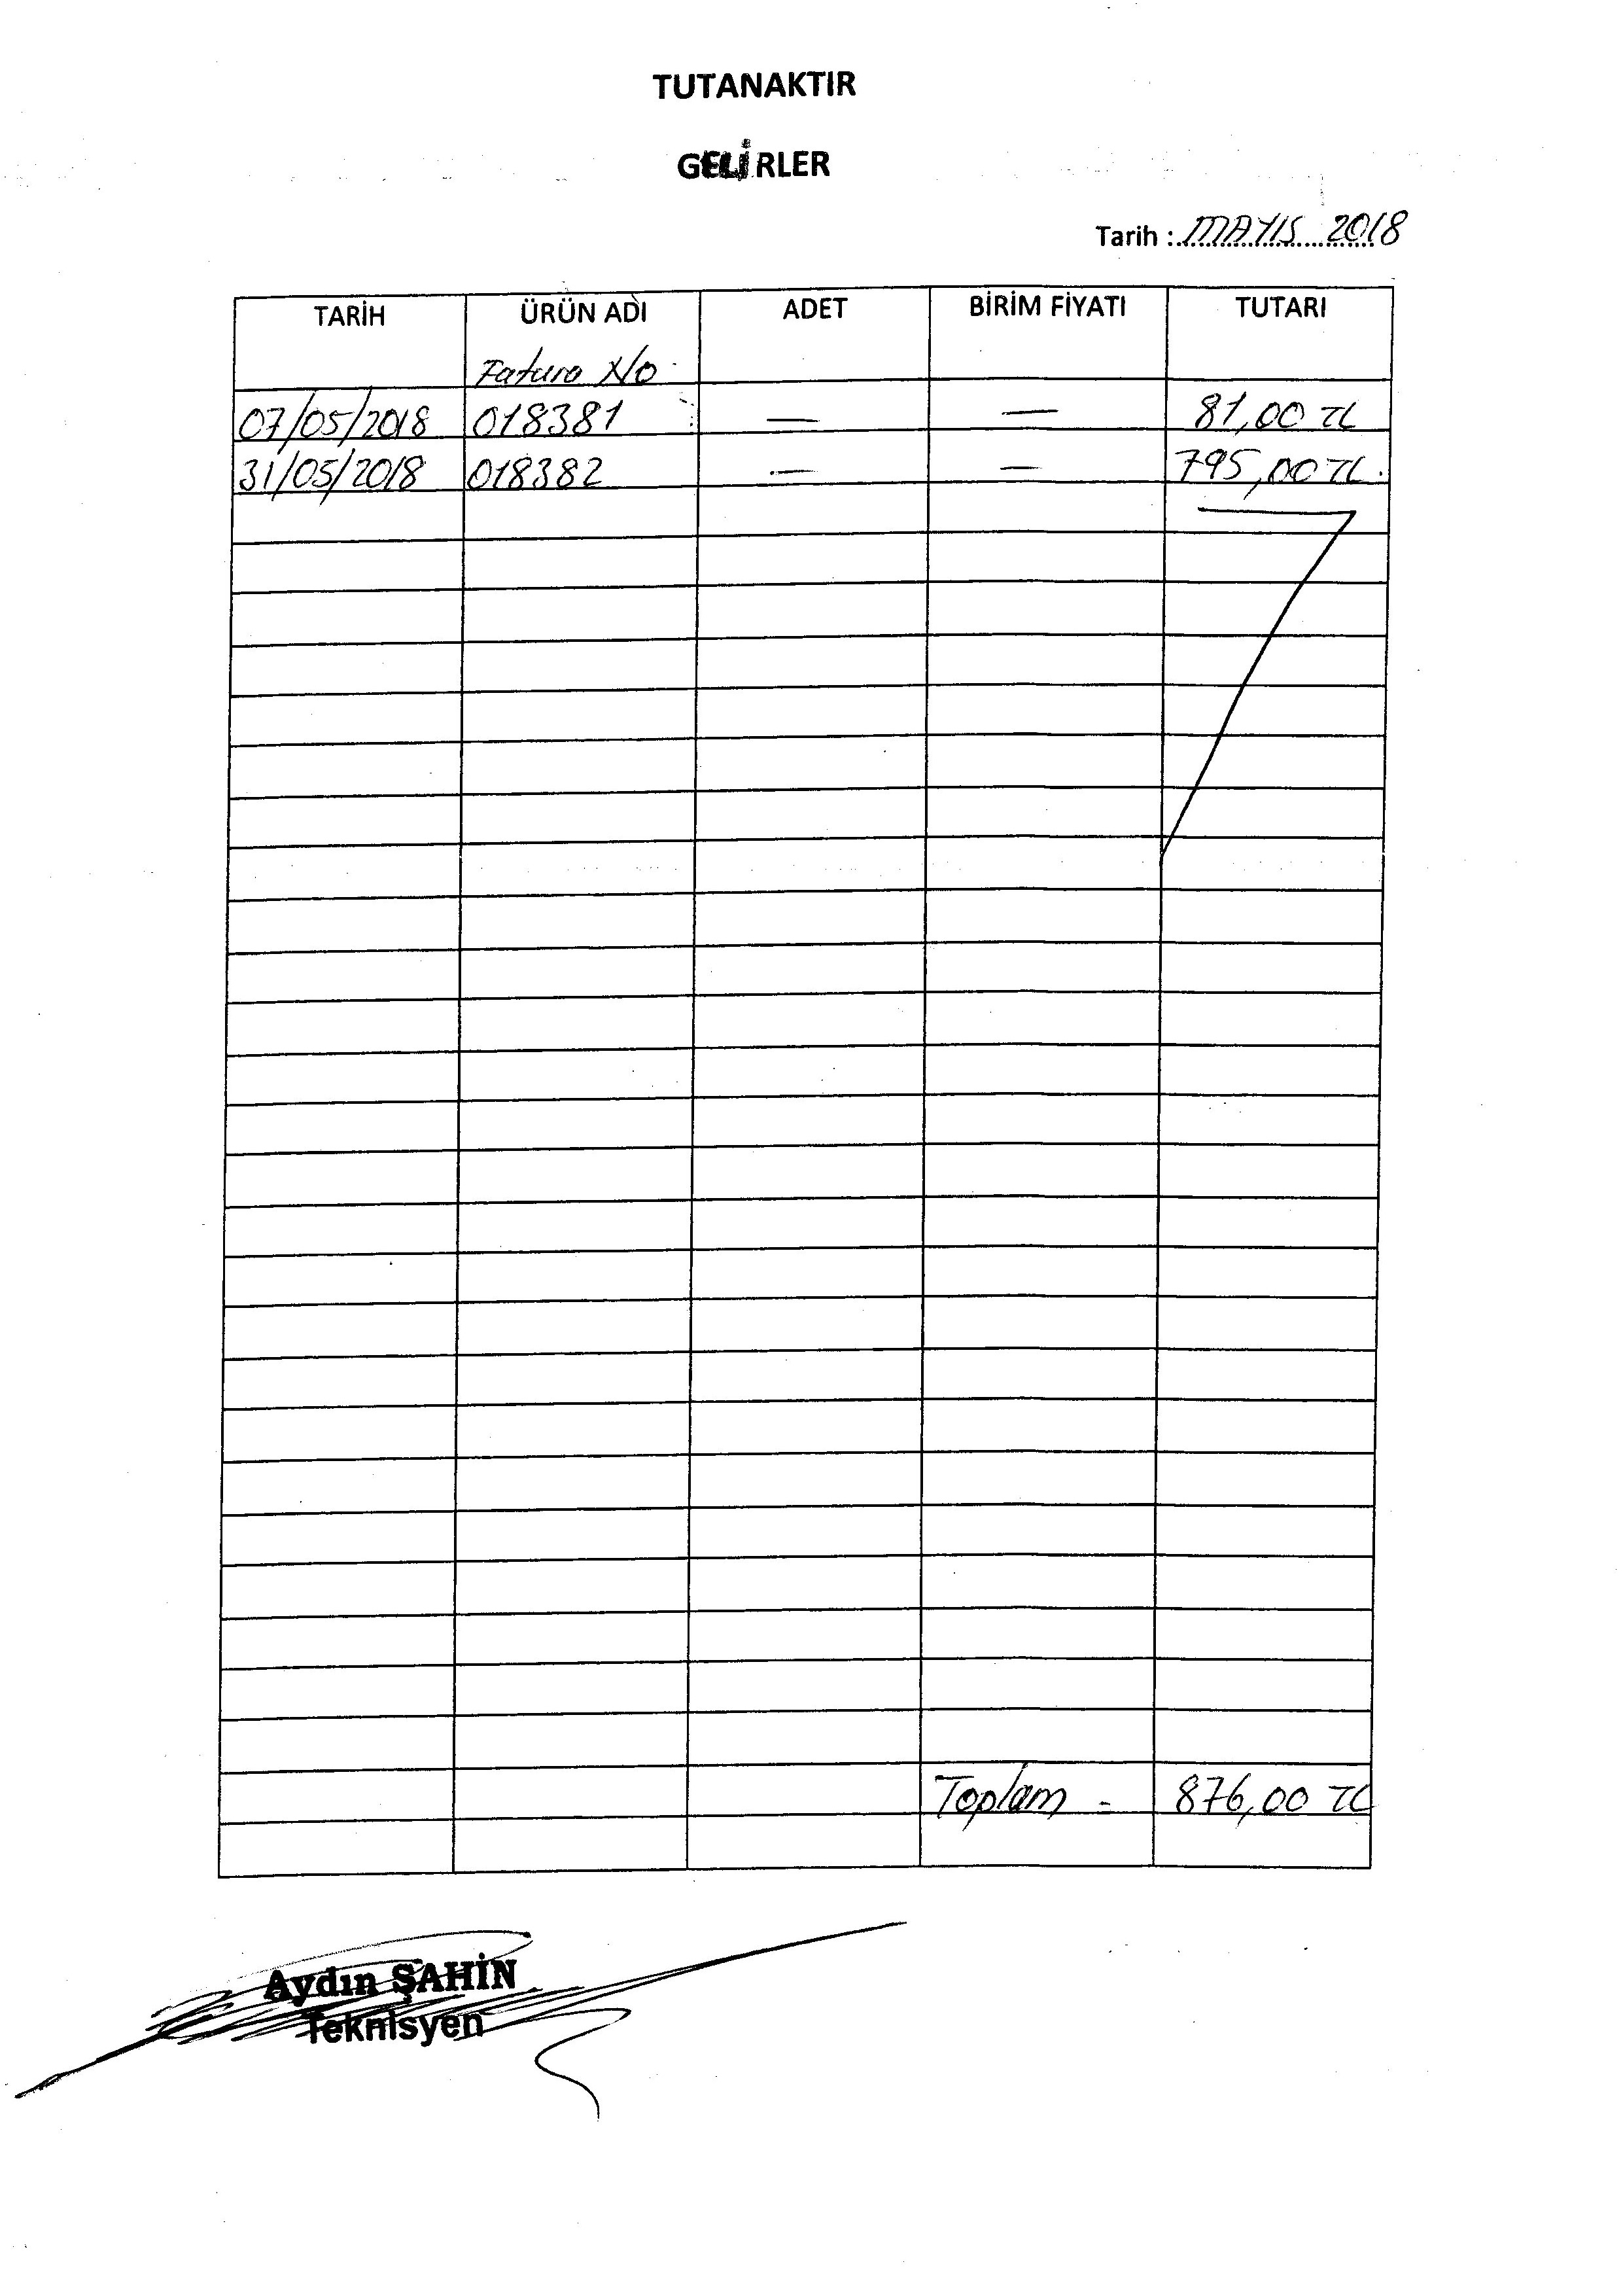 TUTANAKTIR
GELİRLER
Tarih : MAYIS 2018
TARİH ÜRÜN ADI ADET BİRİM FİYATI TUTARI
Fatura No
07/05/2018 018381 — — 81,00 TL
31/05/2018 018382 — — 795,00 TL
Toplam - 876,00 TL
Aydın ŞAHİN
Teknisyen